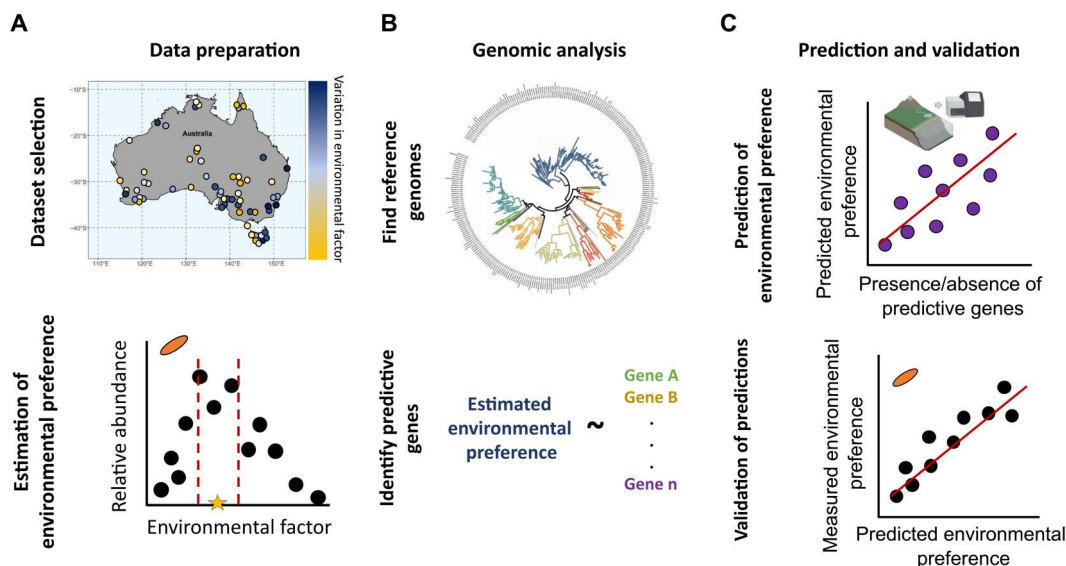 A
Data preparation
Dataset selection
-10°S
-20°S
-30°S
-40°S
110°E
120°E
130°E
140°E
150°E
Australia
Variation in
environmental
factor
Estimation of
environmental preference
Relative abundance
Environmental factor
B
Genomic analysis
Find reference
genomes
Identify predictive
genes
Estimated
environmental
preference
~
Gene A
Gene B
.
.
.
Gene n
C
Prediction and validation
Prediction of
environmental preference
Predicted environmental
preference
Presence/absence of
predictive genes
Validation of predictions
Measured environmental
preference
Predicted environmental
preference